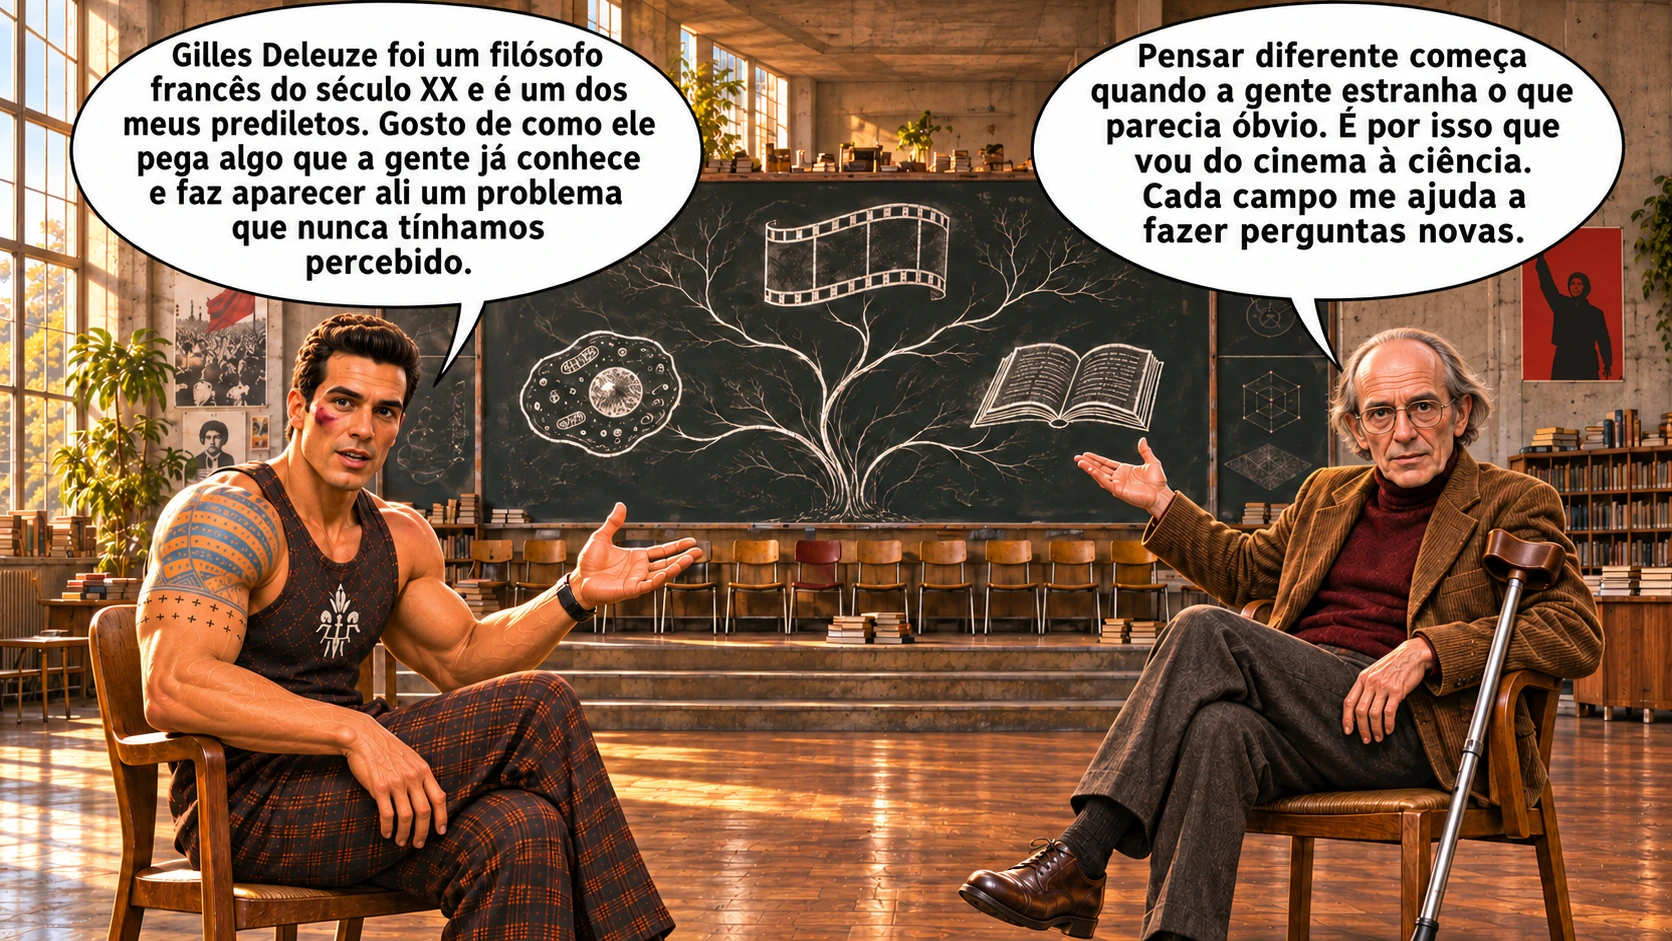 Gilles Deleuze foi um filósofo
francês do século XX e é um dos
meus prediletos. Gosto de como ele
pega algo que a gente já conhece
e faz aparecer ali um problema
que nunca tínhamos
percebido.
Pensar diferente começa
quando a gente estranha o que
parecia óbvio. É por isso que
vou do cinema à ciência.
Cada campo me ajuda a
fazer perguntas novas.